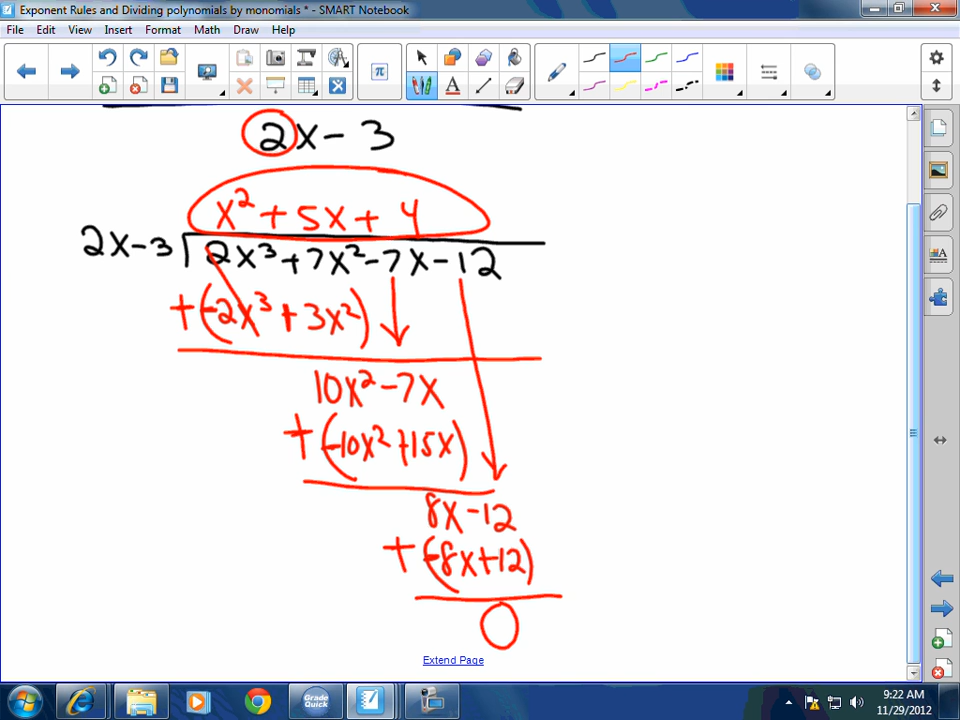 Exponent Rules and Dividing polynomials by monomials * - SMART Notebook
File Edit View Insert Format Math Draw Help
π
A
2x - 3
x² + 5x + 4
2x-3 2x³+7x²-7x-12
+(-2x³+3x²)
10x²-7x
+(-10x²+15x)
8x-12
+(-8x+12)
0
Extend Page
Grade Quick
9:22 AM
11/29/2012